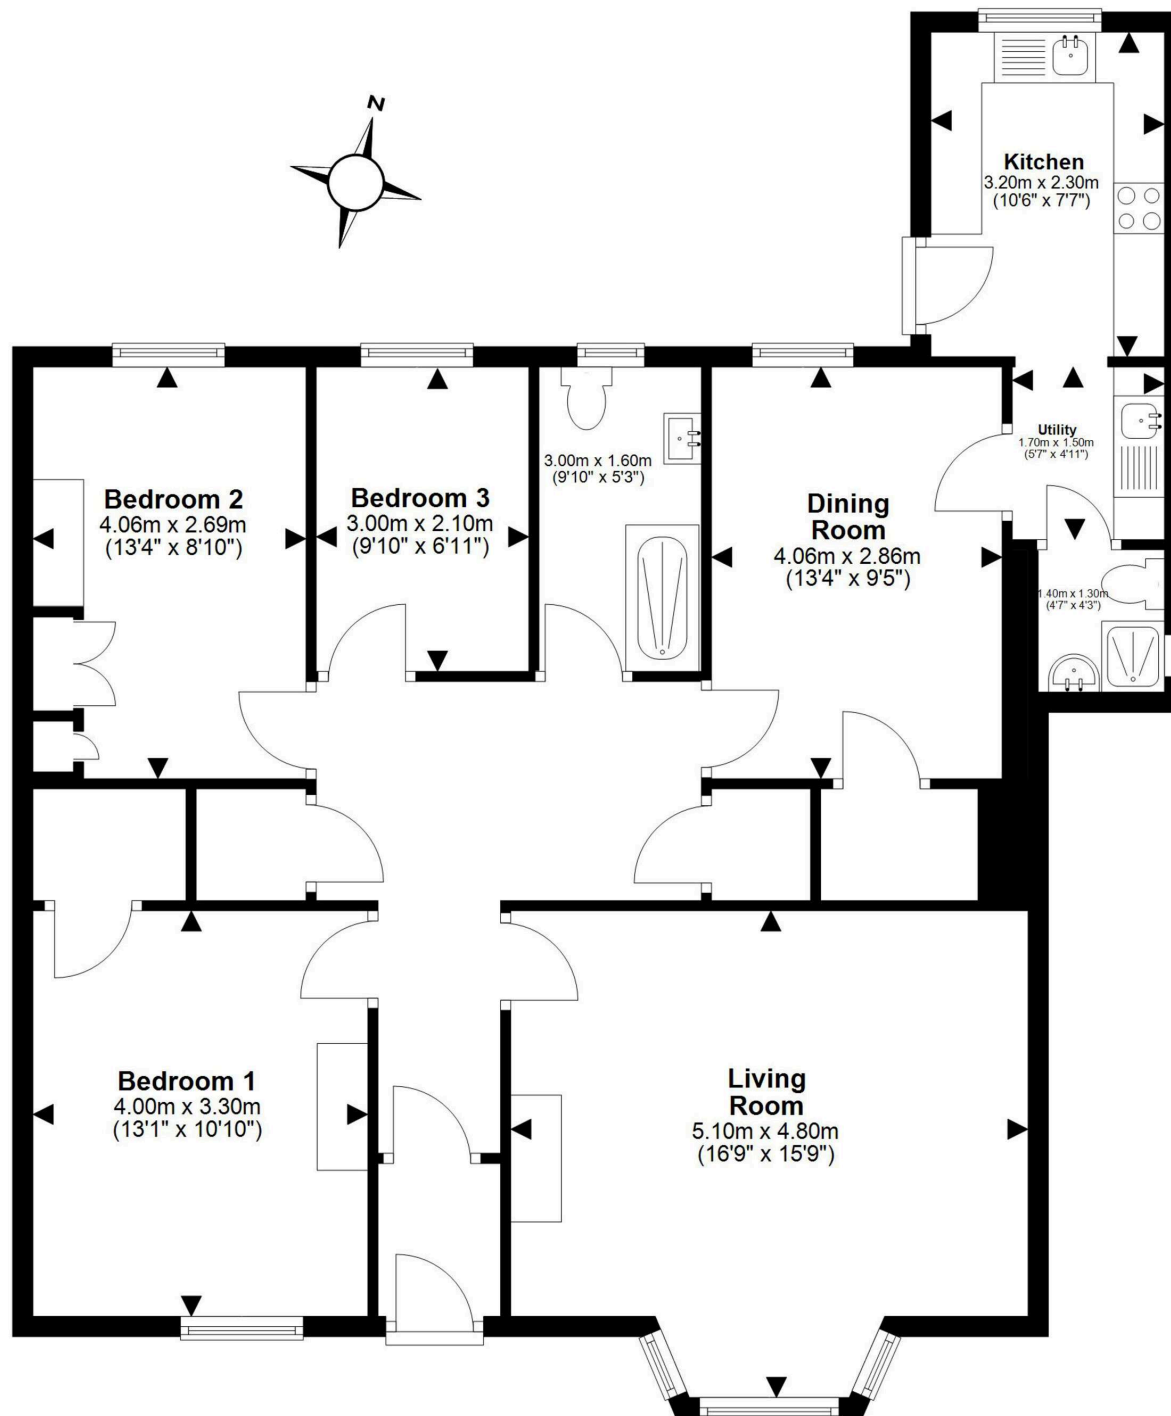 N
Kitchen
3.20m x 2.30m
(10'6" x 7'7")
Utility
1.70m x 1.50m
(5'7" x 4'11")
Bedroom 2
4.06m x 2.69m
(13'4" x 8'10")
Bedroom 3
3.00m x 2.10m
(9'10" x 6'11")
3.00m x 1.60m
(9'10" x 5'3")
Dining
Room
4.06m x 2.86m
(13'4" x 9'5")
1.40m x 1.30m
(4'7" x 4'3")
Bedroom 1
4.00m x 3.30m
(13'1" x 10'10")
Living
Room
5.10m x 4.80m
(16'9" x 15'9")